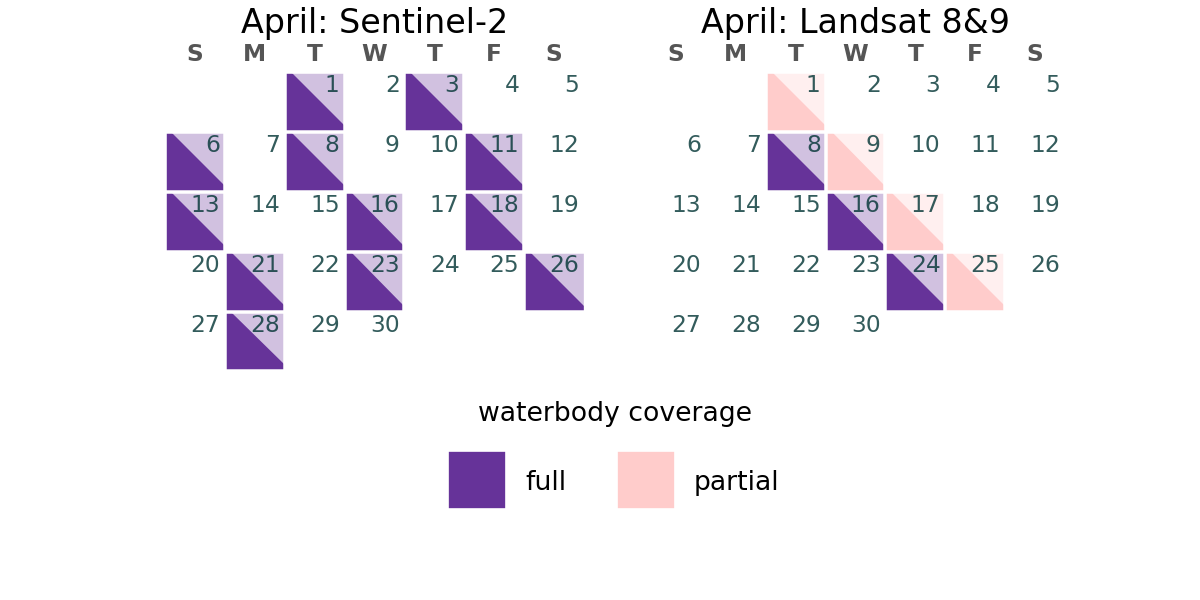 April: Sentinel-2
S M T W T F S
1 2 3 4 5
6 7 8 9 10 11 12
13 14 15 16 17 18 19
20 21 22 23 24 25 26
27 28 29 30
April: Landsat 8&9
S M T W T F S
1 2 3 4 5
6 7 8 9 10 11 12
13 14 15 16 17 18 19
20 21 22 23 24 25 26
27 28 29 30
waterbody coverage
full partial